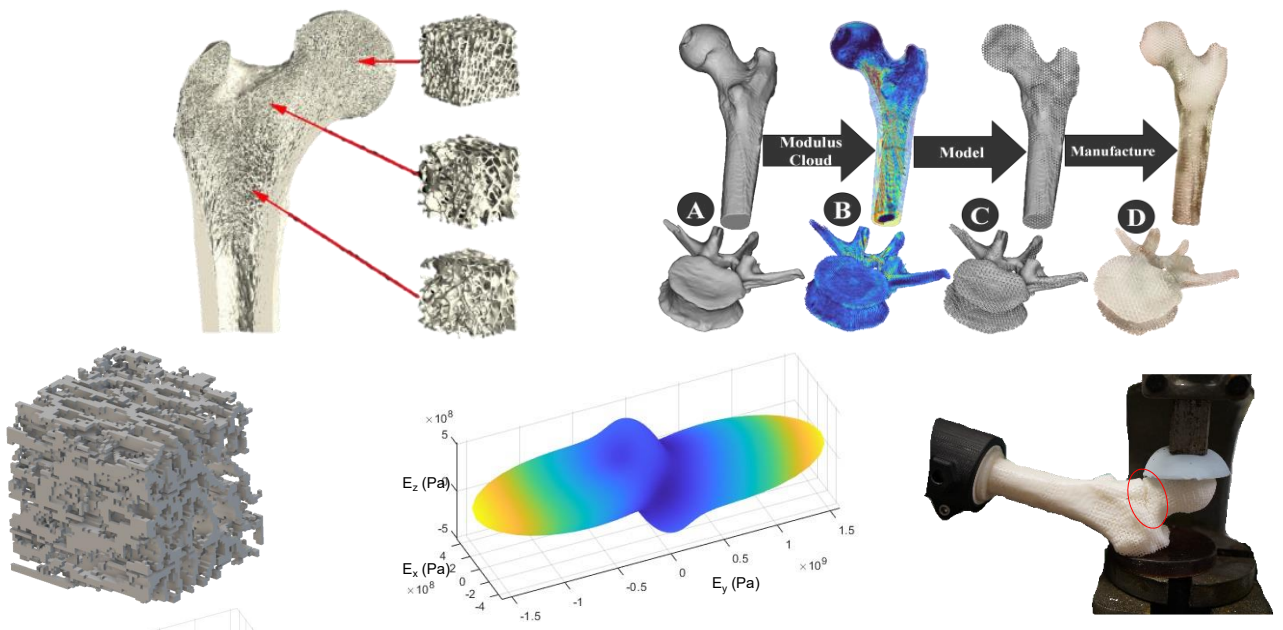 Modulus
Cloud
Model
Manufacture
A
B
C
D
×10⁸
5
0
-5
E_z (Pa)
E_x (Pa)
4
2
0
-2
-4
×10⁸
-1.5
-1
-0.5
0
0.5
1
1.5
×10⁹
E_y (Pa)